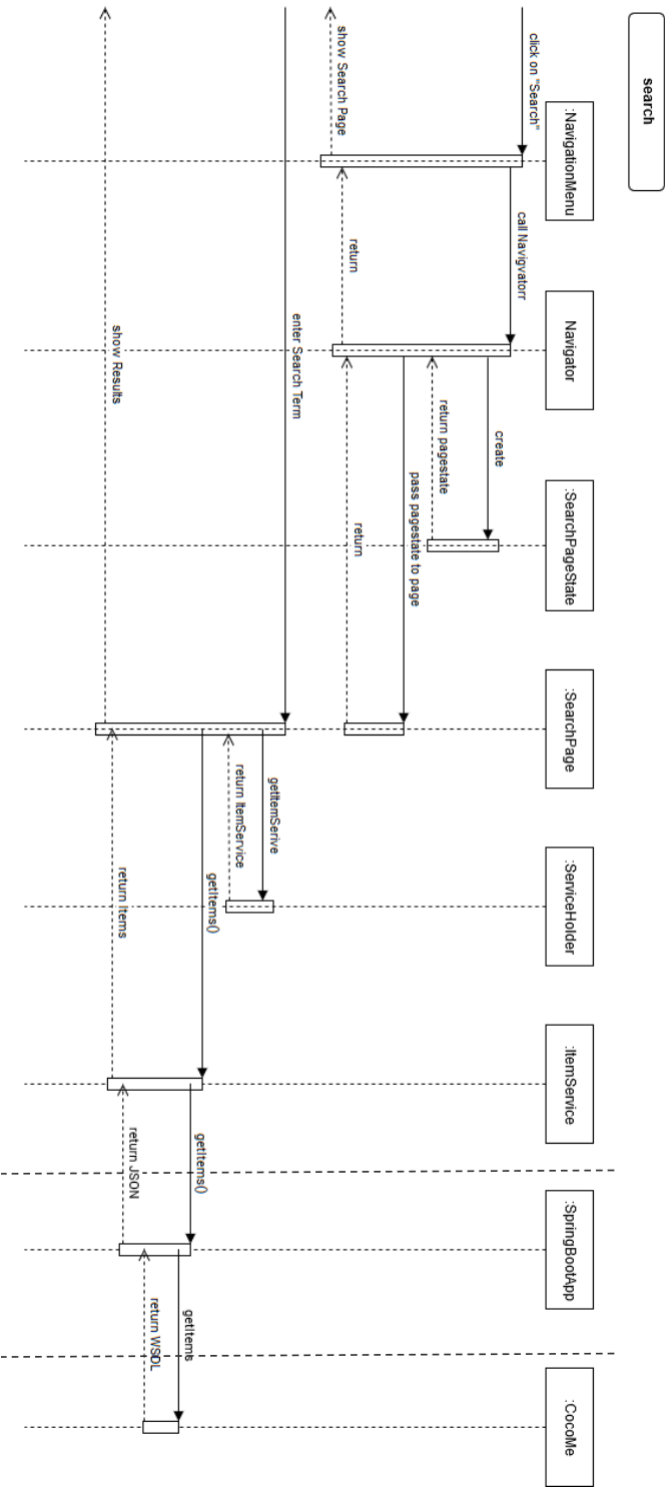 search
:NavigationMenu
Navigator
:SearchPageState
:SearchPage
:ServiceHolder
:ItemService
:SpringBootApp
:CocoMe
click on "Search"
call Navigvatorr
create
return pagestate
pass pagestate to page
return
return
show Search Page
enter Search Term
getItemSerive
return ItemService
getItems()
getItems()
getItems
return WSDL
return JSON
return Items
show Results